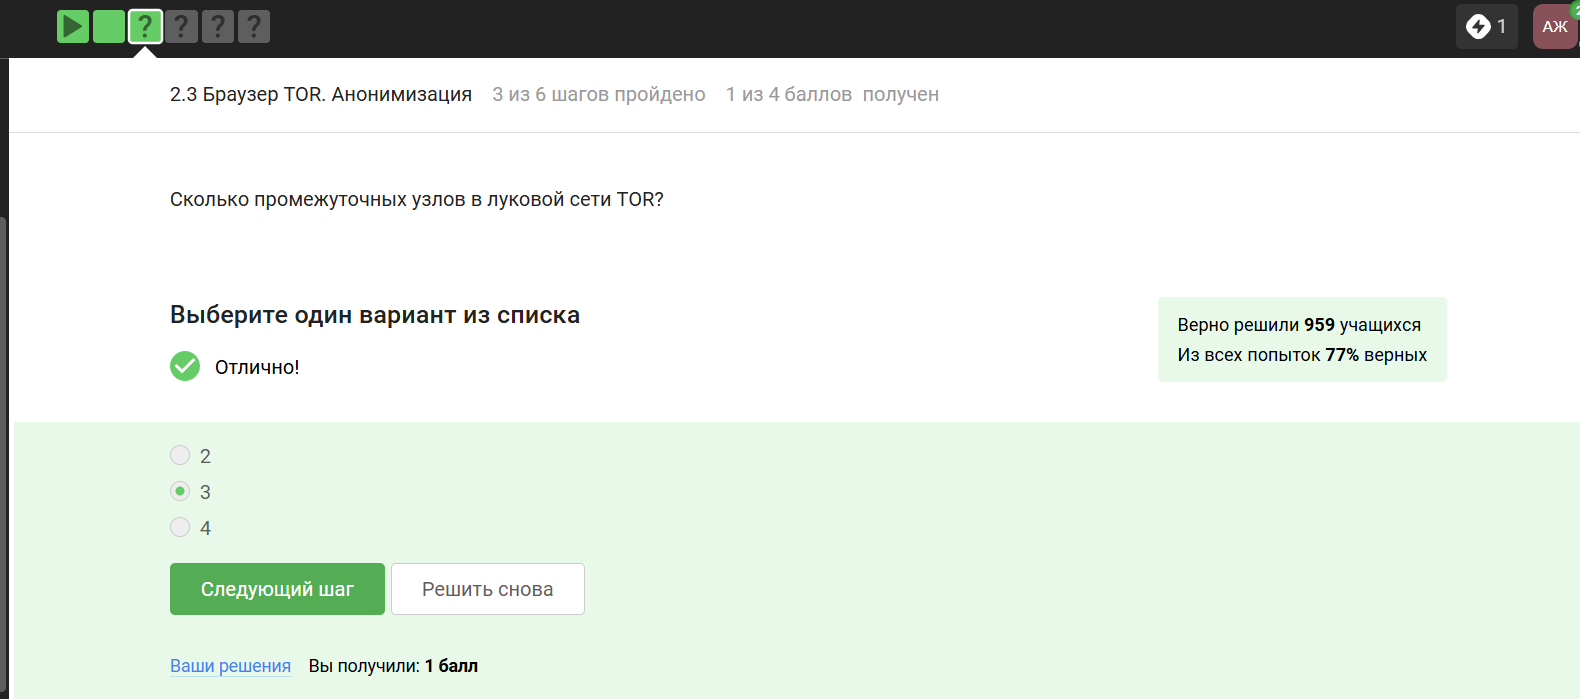 ? ? ? ?
1
АЖ
2.3 Браузер TOR. Анонимизация 3 из 6 шагов пройдено 1 из 4 баллов получен
Сколько промежуточных узлов в луковой сети TOR?
Выберите один вариант из списка
Отлично!
Верно решили 959 учащихся
Из всех попыток 77% верных
2
3
4
Следующий шаг
Решить снова
Ваши решения Вы получили: 1 балл